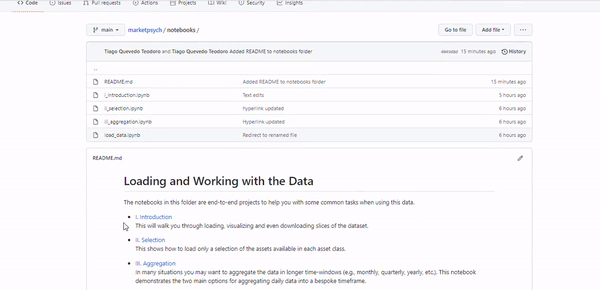 Code Issues Pull requests Actions Projects Wiki Security Insights
main marketpsych / notebooks / Go to file Add file
Tiago Quevedo Teodoro and Tiago Quevedo Teodoro Added README to notebooks folder 15 minutes ago History
..
README.md Added README to notebooks folder 15 minutes ago
i_introduction.ipynb Text edits 5 hours ago
ii_selection.ipynb Hyperlink updated 6 hours ago
iii_aggregation.ipynb Hyperlink updated 6 hours ago
load_data.ipynb Redirect to renamed file 6 hours ago
README.md
Loading and Working with the Data
The notebooks in this folder are end-to-end projects to help you with some common tasks when using this data.
• I. Introduction
This will walk you through loading, visualizing and even downloading slices of the dataset.
• II. Selection
This shows how to load only a selection of the assets available in each asset class.
• III. Aggregation
In many situations you may want to aggregate the data in longer time-windows (e.g., monthly, quarterly, yearly, etc.). This notebook
demonstrates the two main options for aggregating daily data into a bespoke timeframe.